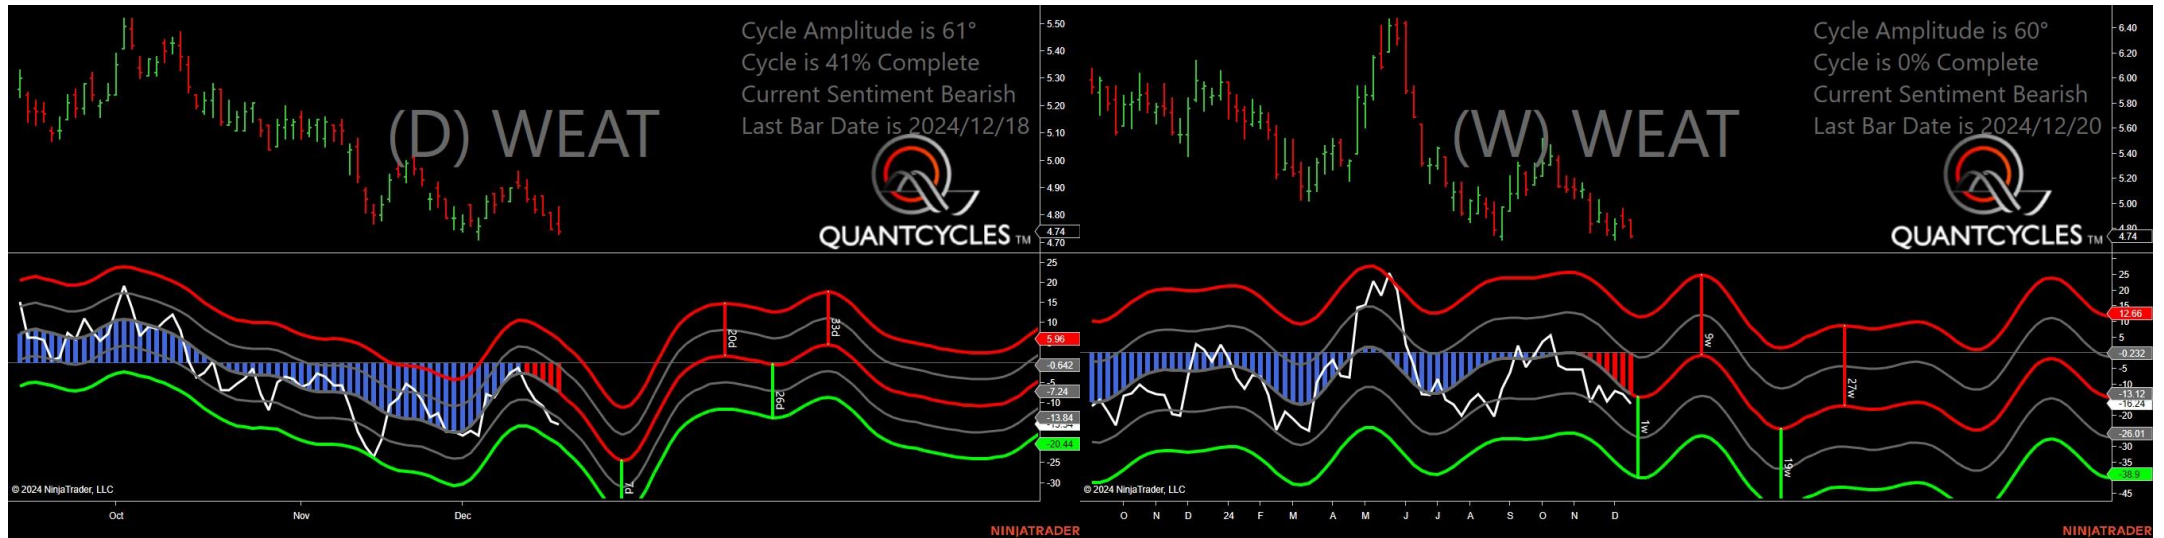 Cycle Amplitude is 61°
Cycle is 41% Complete
Current Sentiment Bearish
Last Bar Date is 2024/12/18
(D) WEAT
QUANTCYCLES TM
5.50
5.40
5.30
5.20
5.10
5.00
4.90
4.80
4.74
4.70
25
20
15
10
5.96
-0.642
-5
-7.24
-10
-13.84
-20.44
-25
-30
20d
33d
26d
7d
© 2024 NinjaTrader, LLC
Oct Nov Dec
NINJATRADER
Cycle Amplitude is 60°
Cycle is 0% Complete
Current Sentiment Bearish
Last Bar Date is 2024/12/20
(W) WEAT
QUANTCYCLES TM
6.40
6.20
6.00
5.80
5.60
5.40
5.20
5.00
4.80
4.74
25
20
12.66
10
5
-0.232
-5
-10
-13.12
-16.24
-20
-26.01
-30
-35
-38.9
-45
9w
27w
1w
19w
© 2024 NinjaTrader, LLC
O N D 24 F M A M J J A S O N D
NINJATRADER